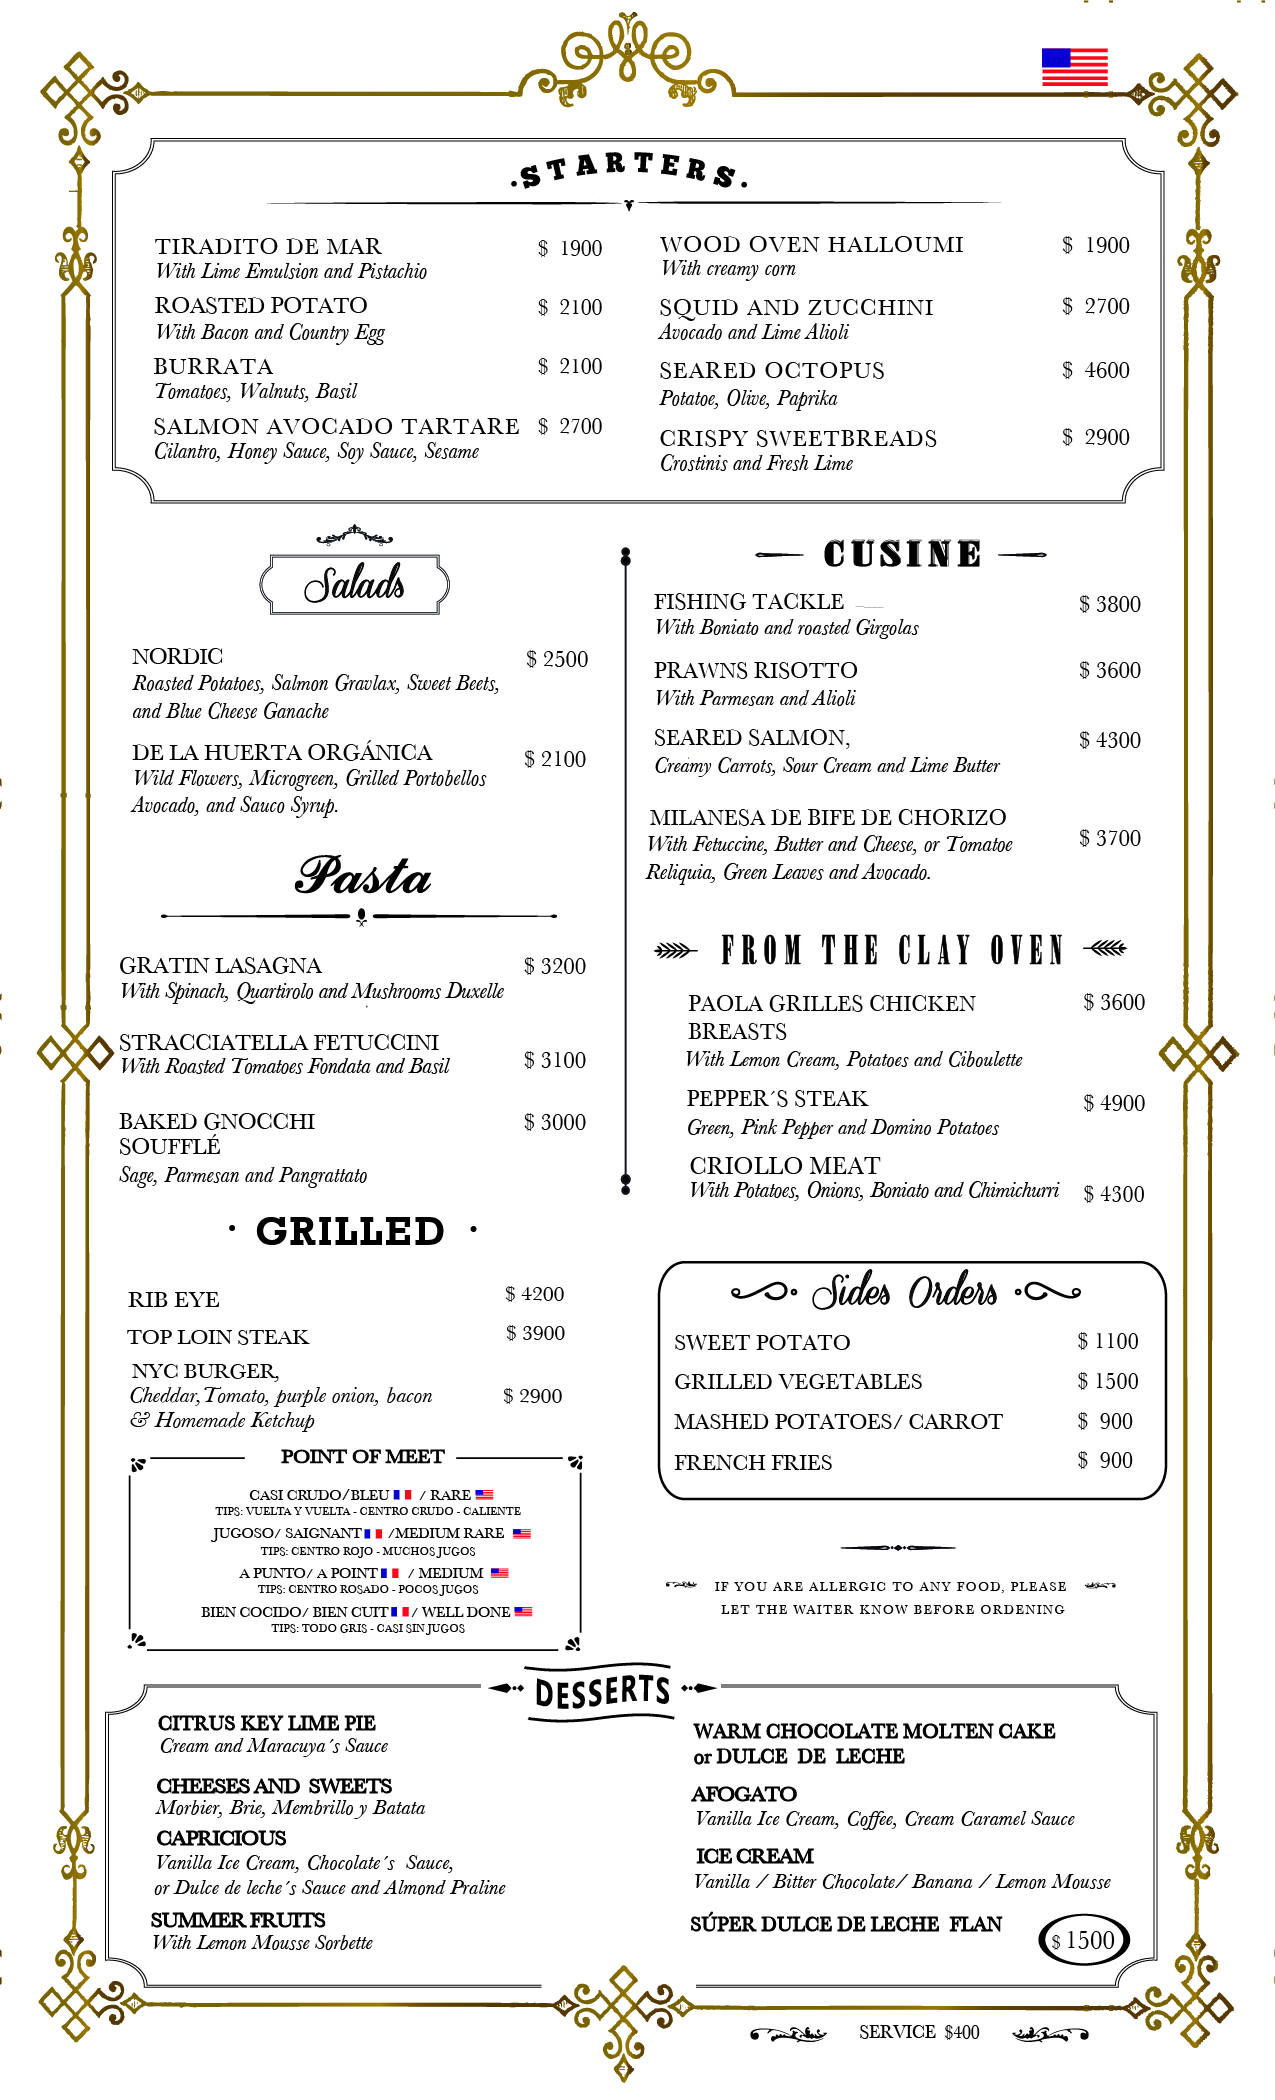 .STARTERS.
TIRADITO DE MAR $ 1900
With Lime Emulsion and Pistachio
ROASTED POTATO $ 2100
With Bacon and Country Egg
BURRATA $ 2100
Tomatoes, Walnuts, Basil
SALMON AVOCADO TARTARE $ 2700
Cilantro, Honey Sauce, Soy Sauce, Sesame
WOOD OVEN HALLOUMI $ 1900
With creamy corn
SQUID AND ZUCCHINI $ 2700
Avocado and Lime Alioli
SEARED OCTOPUS $ 4600
Potatoe, Olive, Paprika
CRISPY SWEETBREADS $ 2900
Crostinis and Fresh Lime
Salads
NORDIC $ 2500
Roasted Potatoes, Salmon Gravlax, Sweet Beets,
and Blue Cheese Ganache
DE LA HUERTA ORGÁNICA $ 2100
Wild Flowers, Microgreen, Grilled Portobellos
Avocado, and Sauco Syrup.
Pasta
GRATIN LASAGNA $ 3200
With Spinach, Quartirolo and Mushrooms Duxelle
STRACCIATELLA FETUCCINI
With Roasted Tomatoes Fondata and Basil $ 3100
BAKED GNOCCHI $ 3000
SOUFFLÉ
Sage, Parmesan and Pangrattato
· GRILLED ·
RIB EYE $ 4200
TOP LOIN STEAK $ 3900
NYC BURGER,
Cheddar, Tomato, purple onion, bacon $ 2900
& Homemade Ketchup
POINT OF MEET
CASI CRUDO/BLEU / RARE
TIPS: VUELTA Y VUELTA - CENTRO CRUDO - CALIENTE
JUGOSO/ SAIGNANT /MEDIUM RARE
TIPS: CENTRO ROJO - MUCHOS JUGOS
A PUNTO/ A POINT / MEDIUM
TIPS: CENTRO ROSADO - POCOS JUGOS
BIEN COCIDO/ BIEN CUIT / WELL DONE
TIPS: TODO GRIS - CASI SIN JUGOS
CUSINE
FISHING TACKLE $ 3800
With Boniato and roasted Girgolas
PRAWNS RISOTTO $ 3600
With Parmesan and Alioli
SEARED SALMON, $ 4300
Creamy Carrots, Sour Cream and Lime Butter
MILANESA DE BIFE DE CHORIZO
With Fetuccine, Butter and Cheese, or Tomatoe $ 3700
Reliquia, Green Leaves and Avocado.
FROM THE CLAY OVEN
PAOLA GRILLES CHICKEN $ 3600
BREASTS
With Lemon Cream, Potatoes and Ciboulette
PEPPER´S STEAK $ 4900
Green, Pink Pepper and Domino Potatoes
CRIOLLO MEAT
With Potatoes, Onions, Boniato and Chimichurri $ 4300
Sides Orders
SWEET POTATO $ 1100
GRILLED VEGETABLES $ 1500
MASHED POTATOES/ CARROT $ 900
FRENCH FRIES $ 900
IF YOU ARE ALLERGIC TO ANY FOOD, PLEASE
LET THE WAITER KNOW BEFORE ORDENING
DESSERTS
CITRUS KEY LIME PIE
Cream and Maracuya´s Sauce
CHEESES AND SWEETS
Morbier, Brie, Membrillo y Batata
CAPRICIOUS
Vanilla Ice Cream, Chocolate´s Sauce,
or Dulce de leche´s Sauce and Almond Praline
SUMMER FRUITS
With Lemon Mousse Sorbette
WARM CHOCOLATE MOLTEN CAKE
or DULCE DE LECHE
AFOGATO
Vanilla Ice Cream, Coffee, Cream Caramel Sauce
ICE CREAM
Vanilla / Bitter Chocolate/ Banana / Lemon Mousse
SÚPER DULCE DE LECHE FLAN
$ 1500
SERVICE $400